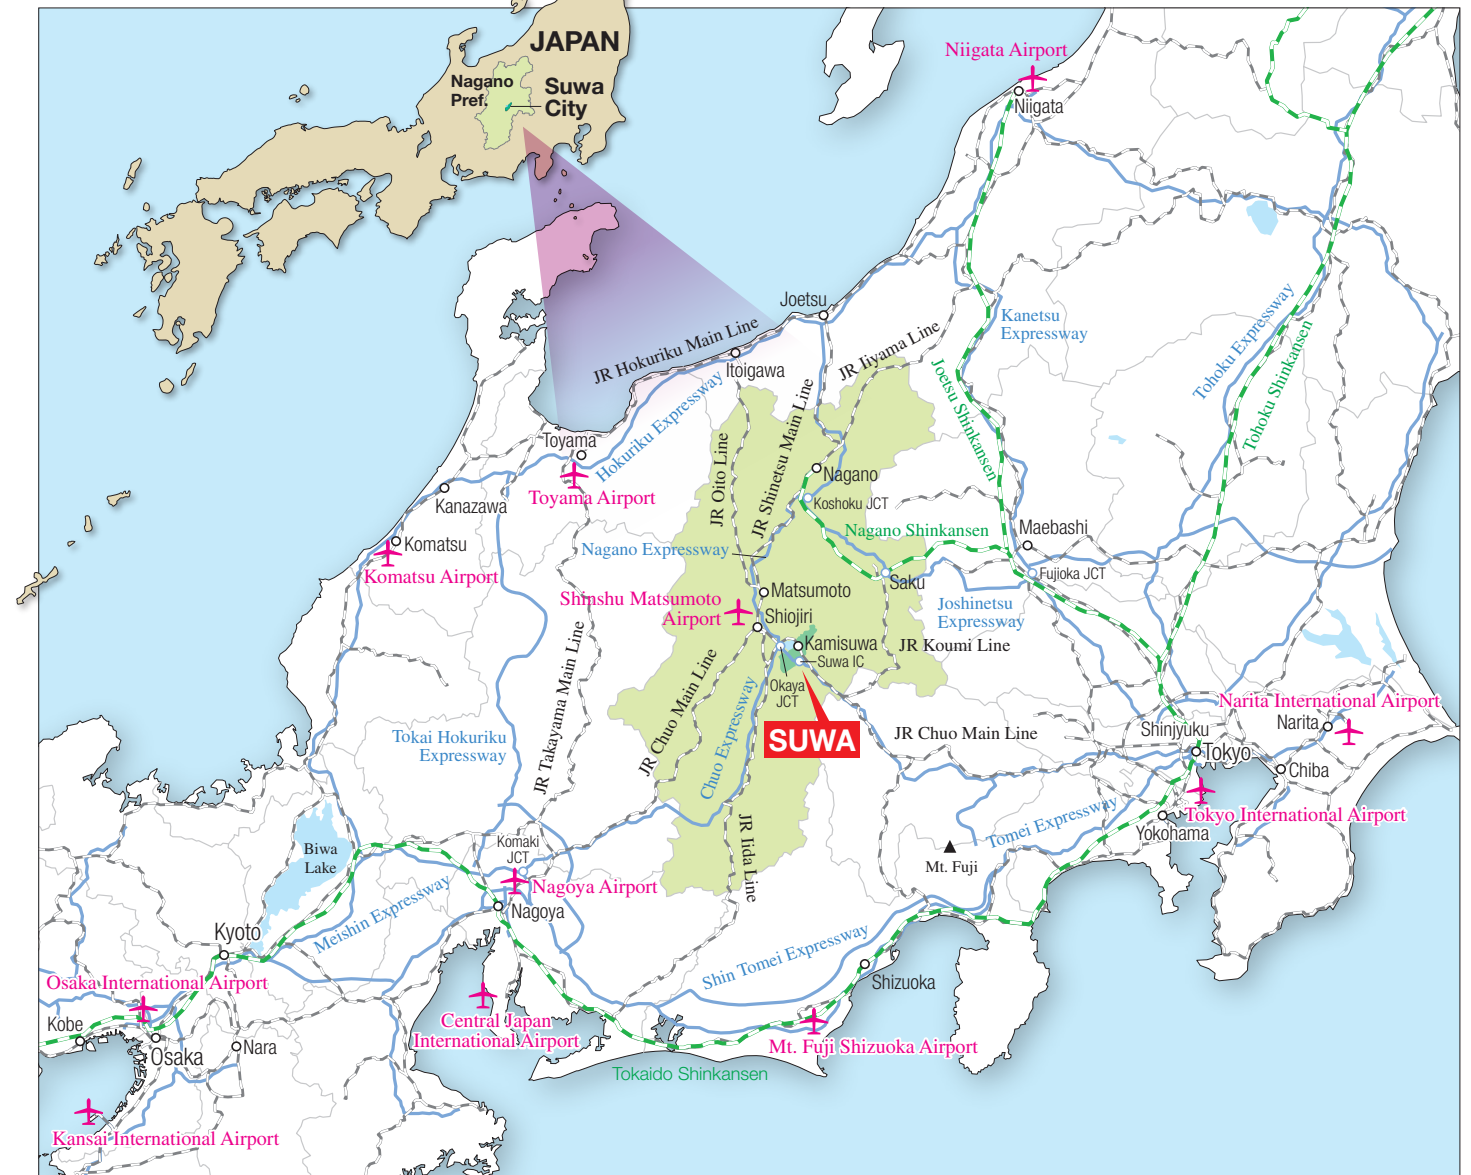 JAPAN
Nagano
Pref.
Suwa
City
Niigata Airport
Niigata
Joetsu
JR Hokuriku Main Line
Itoigawa
JR Iiyama Line
Kanetsu
Expressway
Joetsu Shinkansen
Tohoku Expressway
Tohoku Shinkansen
Hokuriku Expressway
Toyama
Toyama Airport
Kanazawa
Komatsu
Komatsu Airport
JR Oito Line
JR Shinetsu Main Line
Nagano
Koshoku JCT
Nagano Shinkansen
Nagano Expressway
Maebashi
Fujioka JCT
Saku
Joshinetsu
Expressway
Matsumoto
Shinshu Matsumoto
Airport
Shiojiri
Kamisuwa
Suwa IC
Okaya
JCT
JR Koumi Line
SUWA
JR Takayama Main Line
JR Chuo Main Line
Chuo Expressway
JR Chuo Main Line
Tokai Hokuriku
Expressway
Narita International Airport
Narita
Shinjyuku
Tokyo
Chiba
Tokyo International Airport
Yokohama
Tomei Expressway
Mt. Fuji
JR Iida Line
Biwa
Lake
Komaki
JCT
Nagoya Airport
Nagoya
Meishin Expressway
Kyoto
Shin Tomei Expressway
Shizuoka
Osaka International Airport
Kobe
Osaka
Nara
Central Japan
International Airport
Mt. Fuji Shizuoka Airport
Tokaido Shinkansen
Kansai International Airport